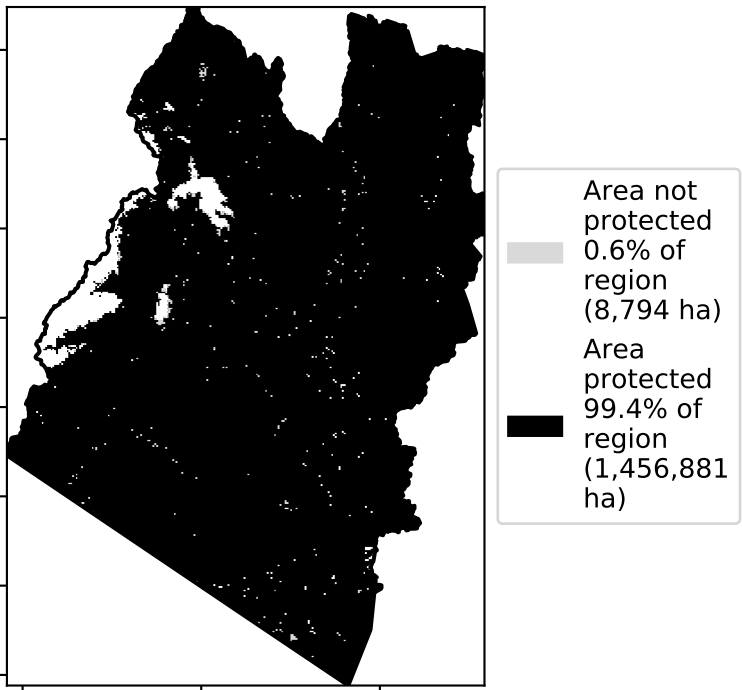 Area not
protected
0.6% of
region
(8,794 ha)
Area
protected
99.4% of
region
(1,456,881
ha)